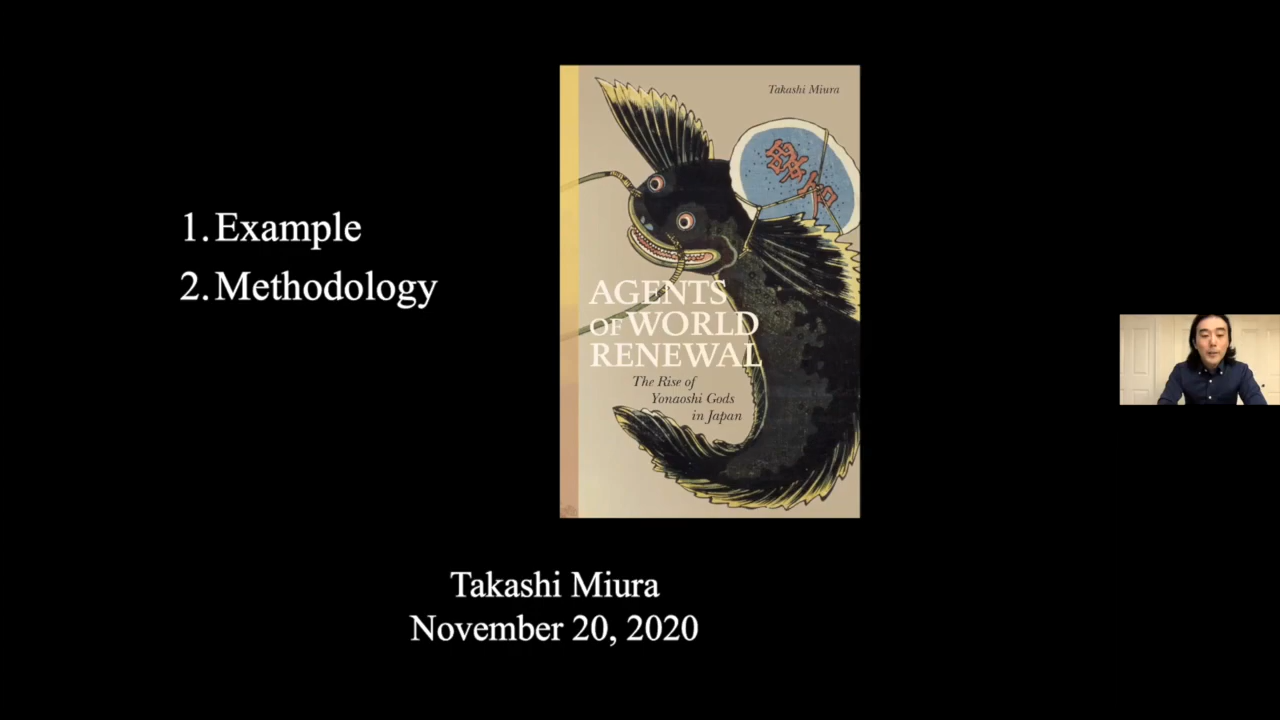 1. Example
2. Methodology
Takashi Miura
AGENTS
OF WORLD
RENEWAL
The Rise of
Yonaoshi Gods
in Japan
Takashi Miura
November 20, 2020